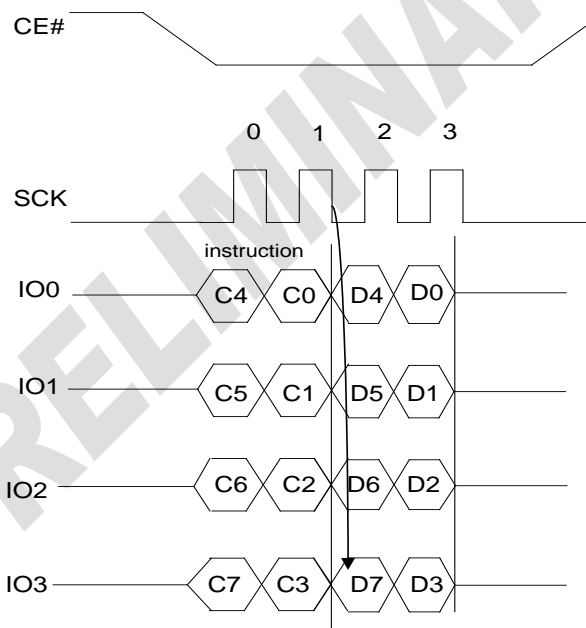 CE#
0 1 2 3
SCK
instruction
IO0 C4 C0 D4 D0
IO1 C5 C1 D5 D1
IO2 C6 C2 D6 D2
IO3 C7 C3 D7 D3